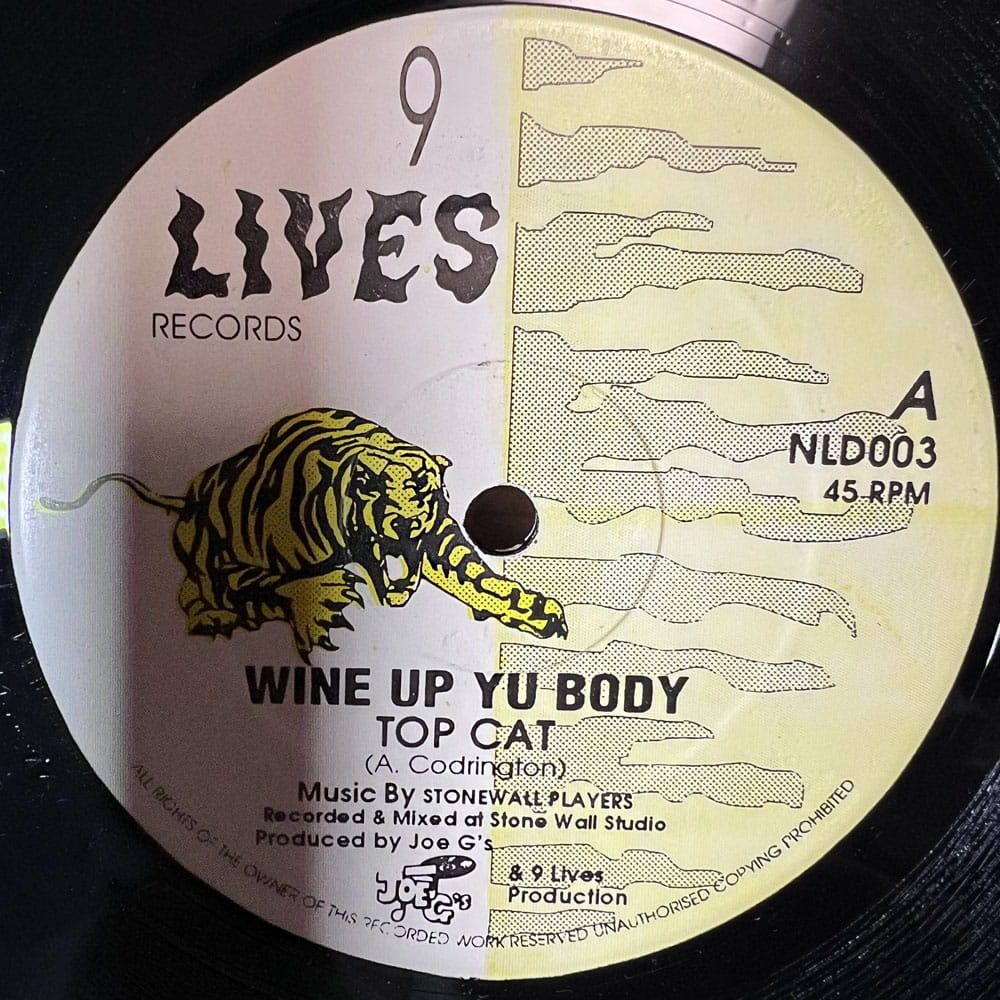 9
LIVES
RECORDS
A
NLD003
45 RPM
WINE UP YU BODY
TOP CAT
(A. Codrington)
Music By STONEWALL PLAYERS
Recorded & Mixed at Stone Wall Studio
Produced by Joe G's
JOE G's
& 9 Lives
Production
ALL RIGHTS OF THE OWNER OF THIS RECORDED WORK RESERVED UNAUTHORISED COPYING PROHIBITED